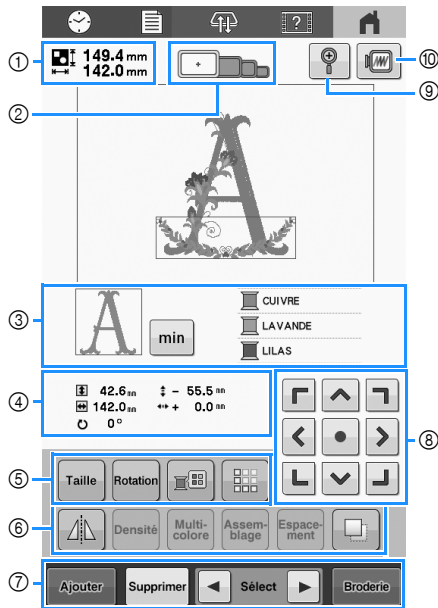 ?
① 149.4 mm
142.0 mm
②
⑨
⑩
③
min
CUIVRE
LAVANDE
LILAS
④
42.6 mm - 55.5 mm
142.0 mm + 0.0 mm
0°
⑧
⑤ Taille Rotation
⑥ Densité Multi-colore Assem-blage Espace-ment
⑦ Ajouter Supprimer Sélect Broderie